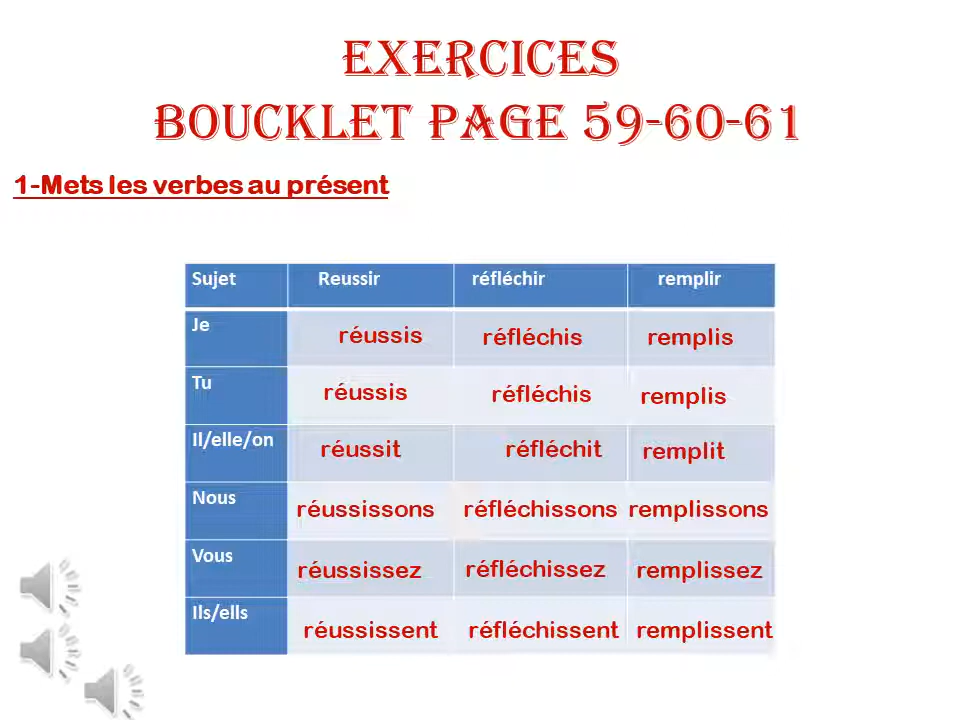 EXERCICES
BOUCKLET PAGE 59-60-61
1-Mets les verbes au présent
Sujet Reussir réfléchir remplir
Je réussis réfléchis remplis
Tu réussis réfléchis remplis
Il/elle/on réussit réfléchit remplit
Nous réussissons réfléchissons remplissons
Vous réussissez réfléchissez remplissez
Ils/ells réussissent réfléchissent remplissent